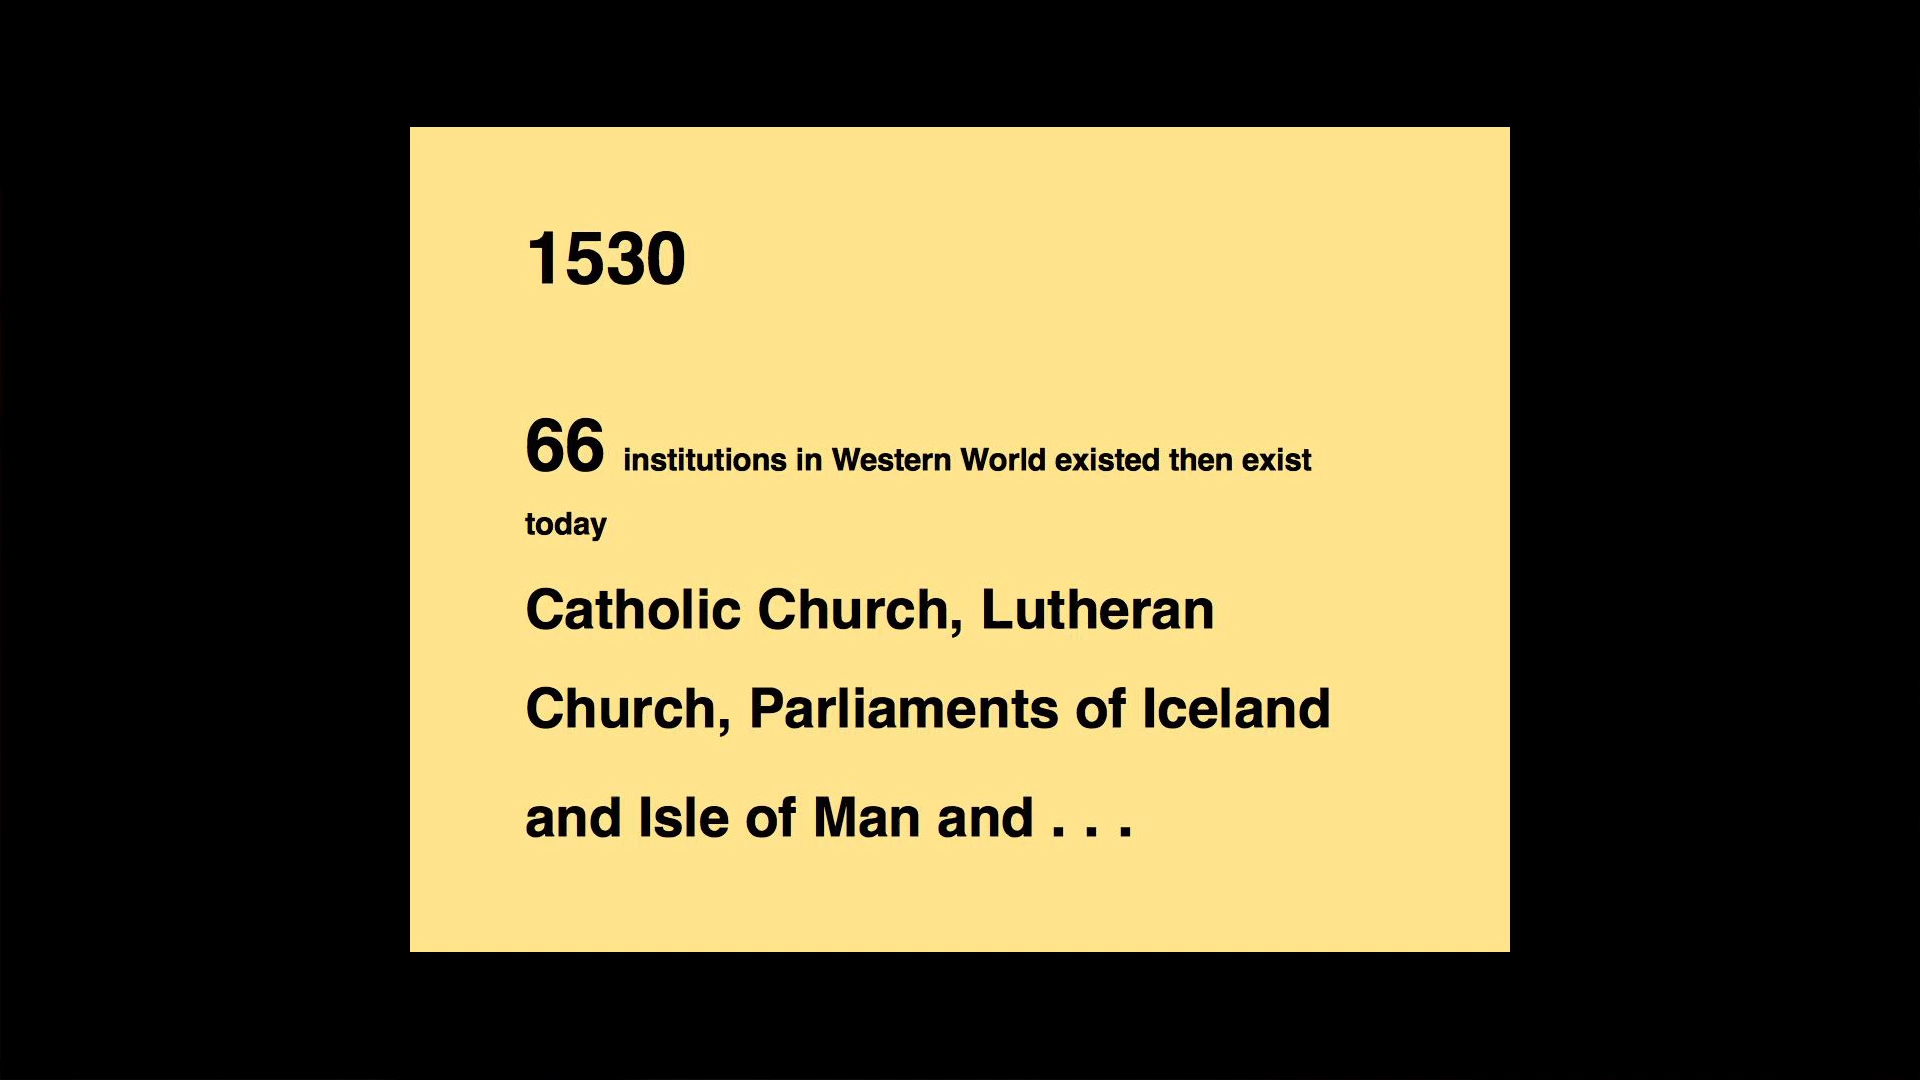 1530
66 institutions in Western World existed then exist
today
Catholic Church, Lutheran
Church, Parliaments of Iceland
and Isle of Man and . . .